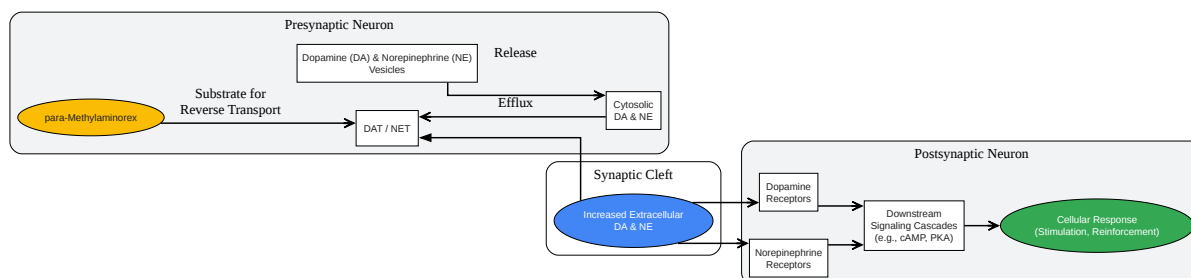 Presynaptic Neuron
Dopamine (DA) & Norepinephrine (NE)
Vesicles
Release
Substrate for
Reverse Transport
Efflux
para-Methylaminorex
DAT / NET
Cytosolic
DA & NE
Synaptic Cleft
Increased Extracellular
DA & NE
Postsynaptic Neuron
Dopamine
Receptors
Norepinephrine
Receptors
Downstream
Signaling Cascades
(e.g., cAMP, PKA)
Cellular Response
(Stimulation, Reinforcement)